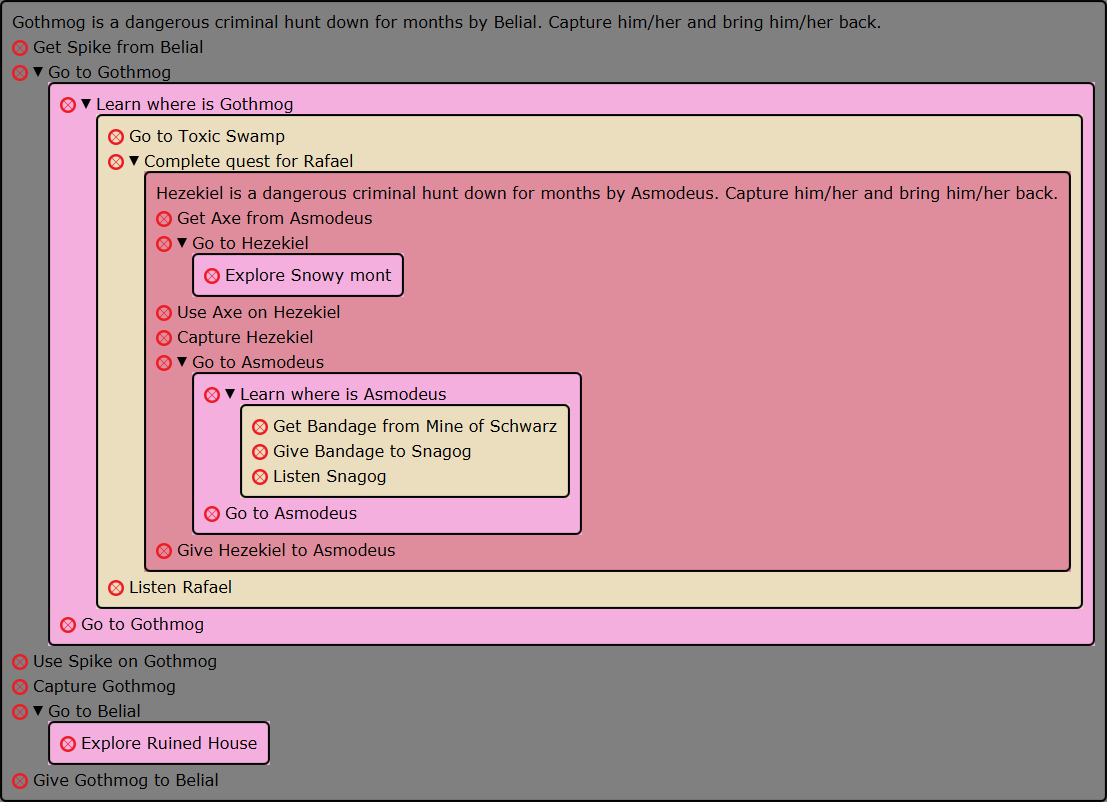 Gothmog is a dangerous criminal hunt down for months by Belial. Capture him/her and bring him/her back.
Get Spike from Belial
Go to Gothmog
Learn where is Gothmog
Go to Toxic Swamp
Complete quest for Rafael
Hezekiel is a dangerous criminal hunt down for months by Asmodeus. Capture him/her and bring him/her back.
Get Axe from Asmodeus
Go to Hezekiel
Explore Snowy mont
Use Axe on Hezekiel
Capture Hezekiel
Go to Asmodeus
Learn where is Asmodeus
Get Bandage from Mine of Schwarz
Give Bandage to Snagog
Listen Snagog
Go to Asmodeus
Give Hezekiel to Asmodeus
Listen Rafael
Go to Gothmog
Use Spike on Gothmog
Capture Gothmog
Go to Belial
Explore Ruined House
Give Gothmog to Belial